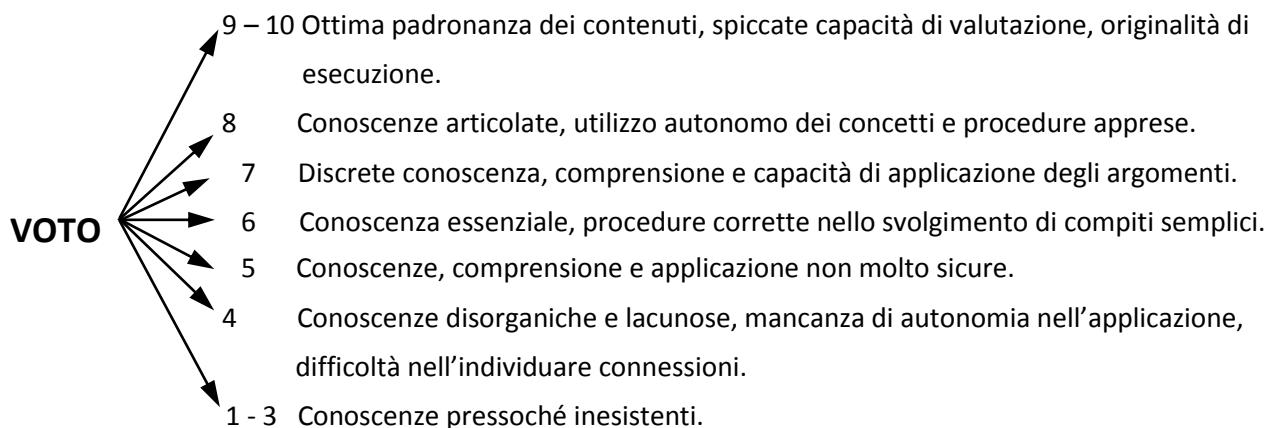 9 – 10 Ottima padronanza dei contenuti, spiccate capacità di valutazione, originalità di
esecuzione.
8 Conoscenze articolate, utilizzo autonomo dei concetti e procedure apprese.
7 Discrete conoscenza, comprensione e capacità di applicazione degli argomenti.
VOTO
6 Conoscenza essenziale, procedure corrette nello svolgimento di compiti semplici.
5 Conoscenze, comprensione e applicazione non molto sicure.
4 Conoscenze disorganiche e lacunose, mancanza di autonomia nell’applicazione,
difficoltà nell’individuare connessioni.
1 - 3 Conoscenze pressoché inesistenti.